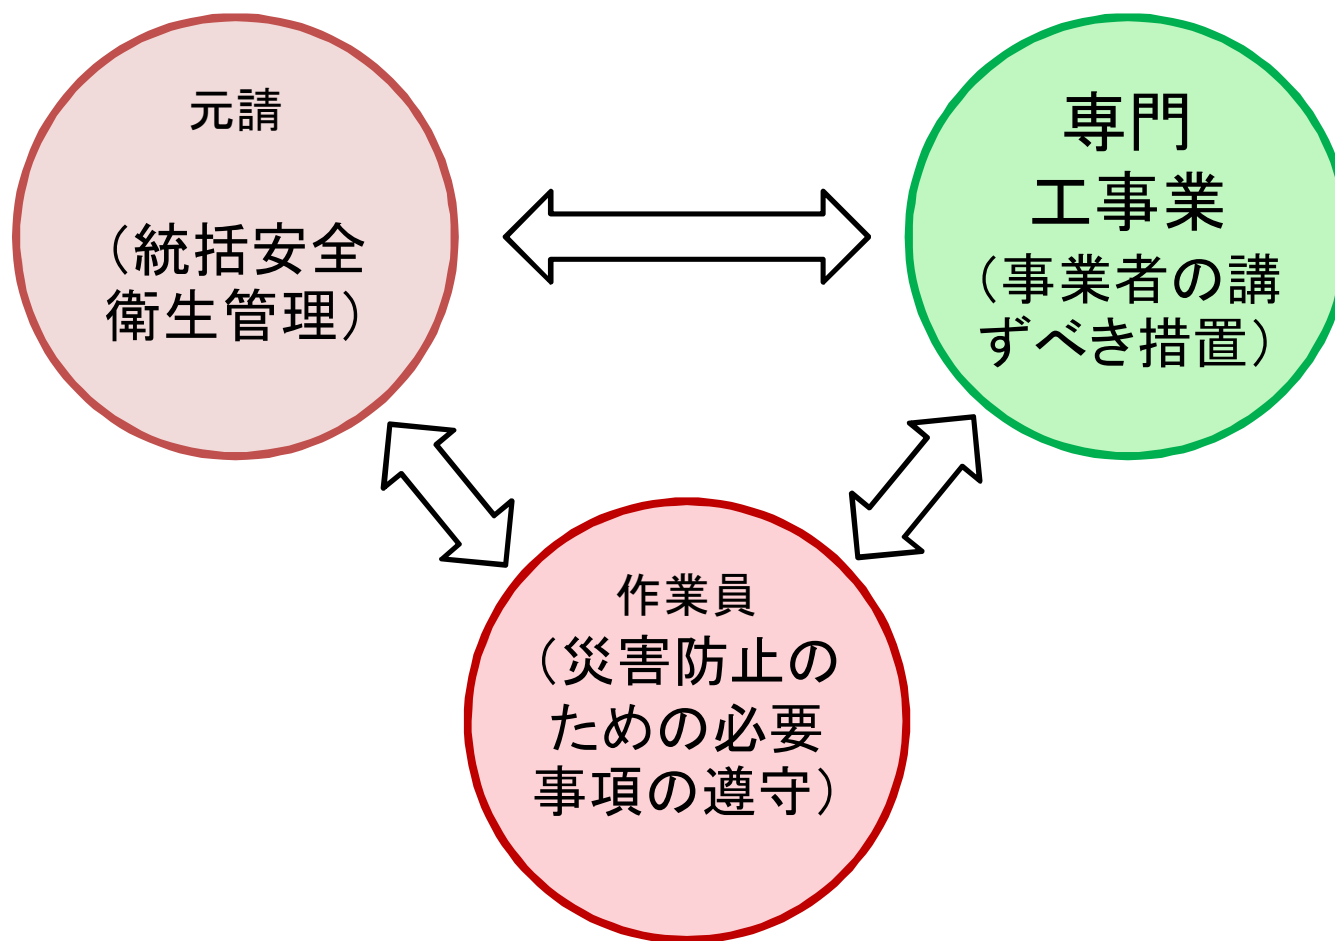 元請
（統括安全
衛生管理）
専門
工事業
（事業者の講
ずべき措置）
作業員
（災害防止の
ための必要
事項の遵守）